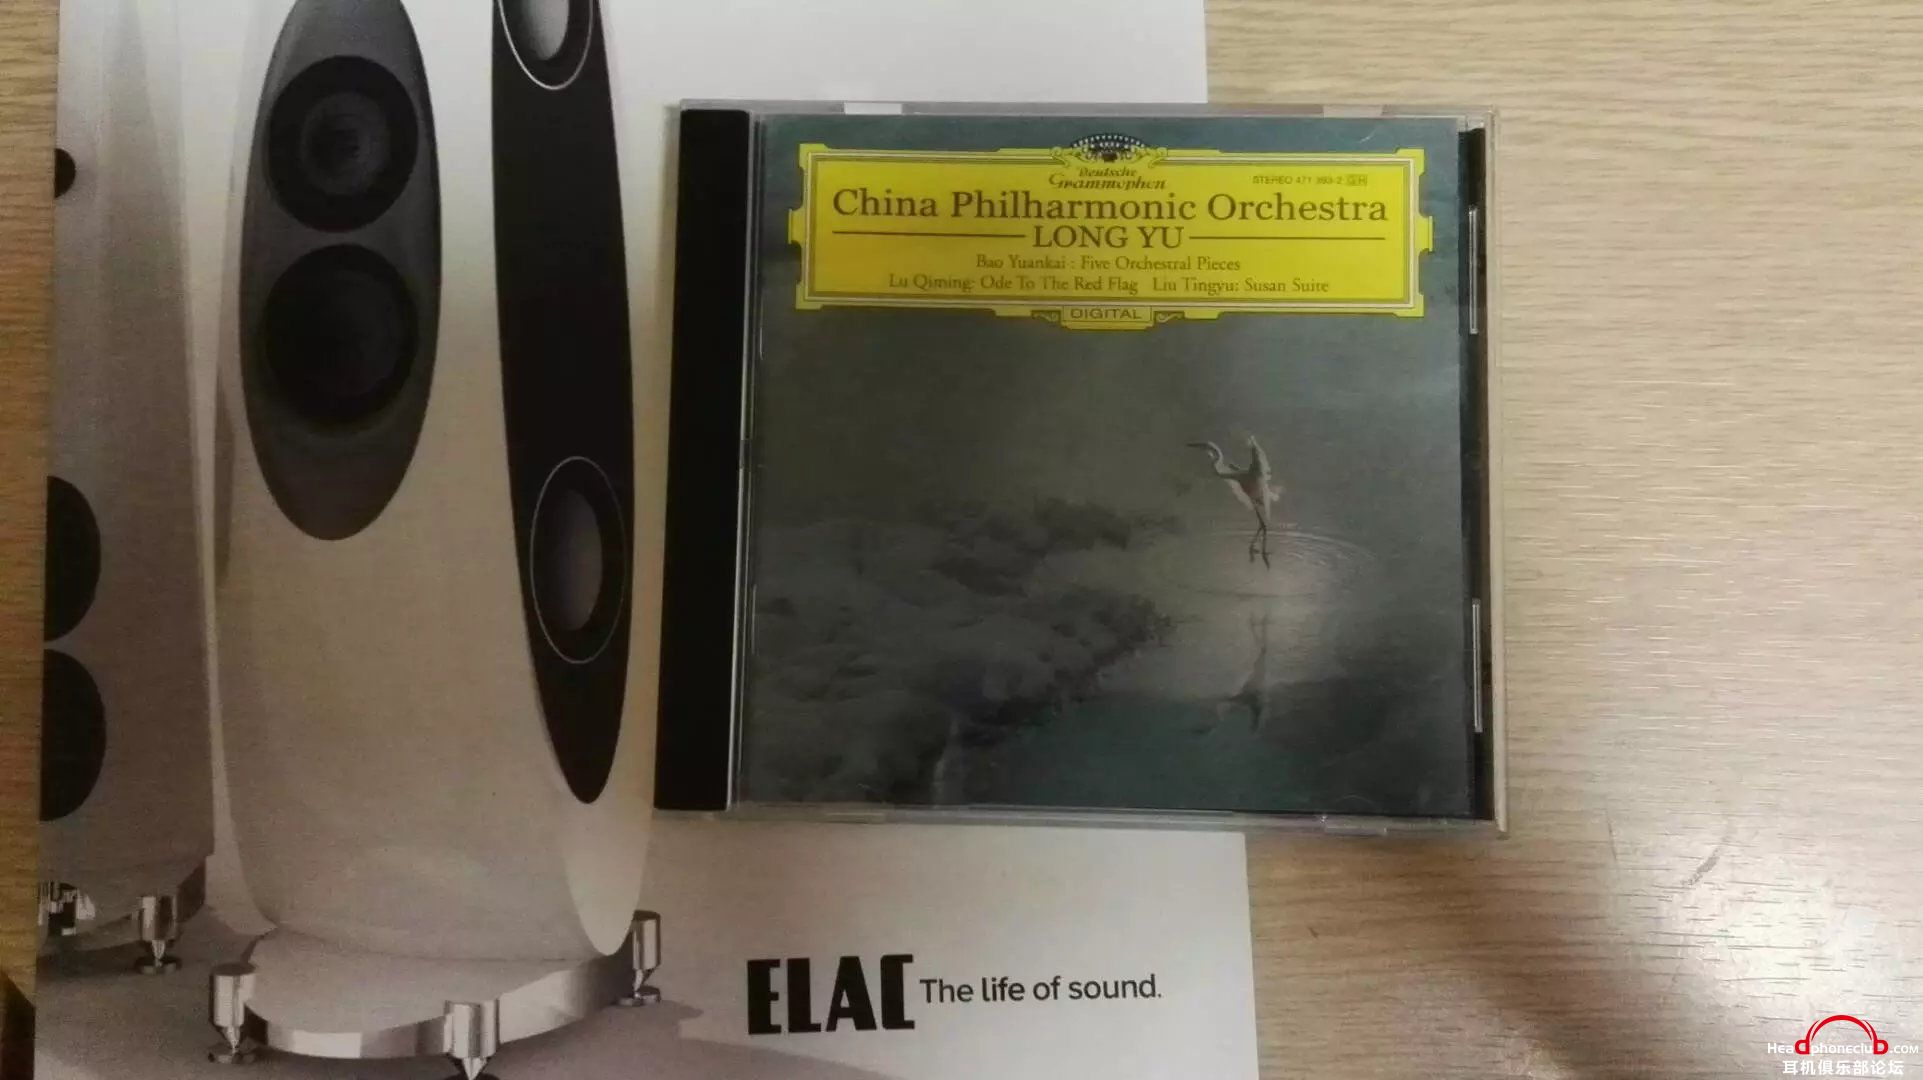 Deutsche
Grammophon
STEREO 471 393-2 GH
China Philharmonic Orchestra
LONG YU
Bao Yuankai : Five Orchestral Pieces
Lu Qiming: Ode To The Red Flag Liu Tingyu: Susan Suite
DIGITAL
ELAC The life of sound.
Headphoneclub.com
耳机俱乐部论坛